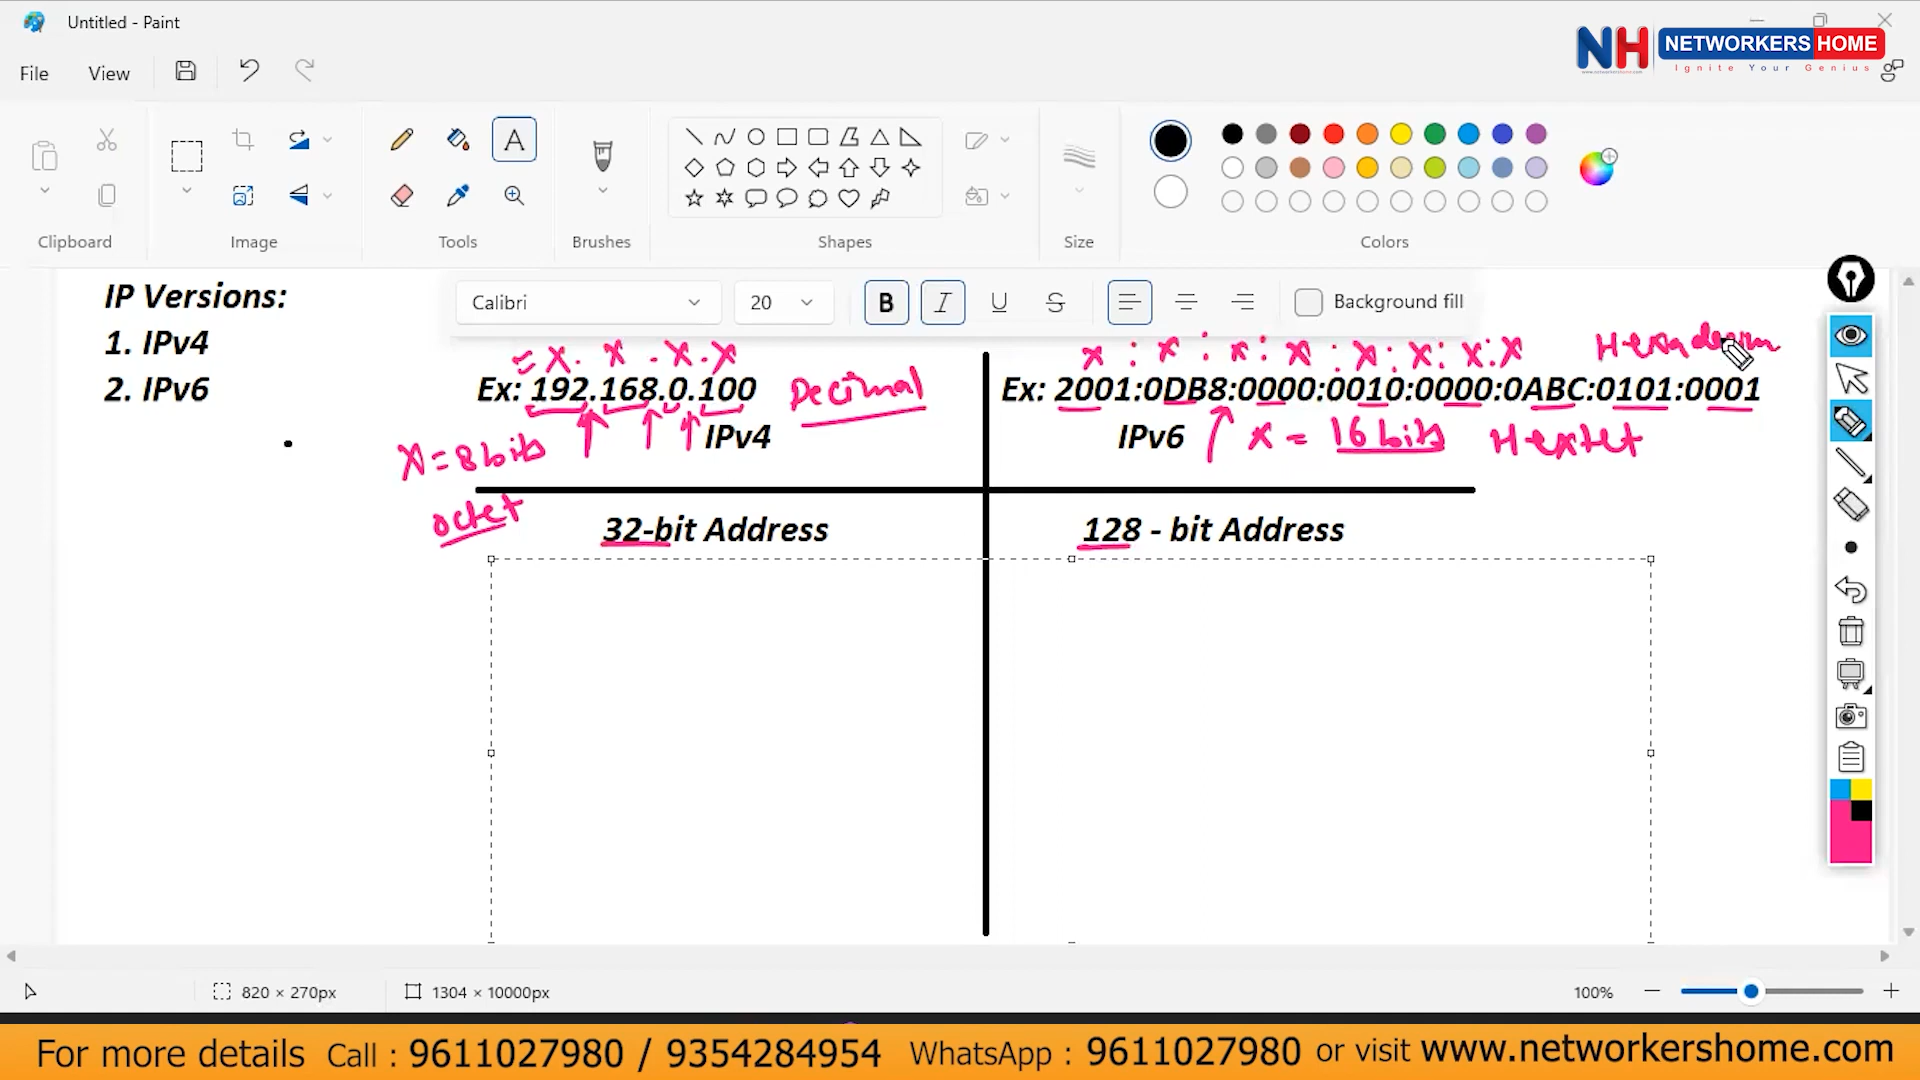 Untitled - Paint
NH NETWORKERS HOME
Ignite Your Genius
File View
Clipboard Image Tools Brushes Shapes Size Colors
IP Versions:
1. IPv4
2. IPv6
Calibri 20 B I U S Background fill
= X . X . X . X
X : X : X : X : X : X : X : X
Ex: 192.168.0.100 Decimal
Ex: 2001:0DB8:0000:0010:0000:0ABC:0101:0001
IPv4
IPv6
X = 8 bits
X = 16 bits Hextet
octet
32-bit Address
128 - bit Address
820 × 270px 1304 × 10000px 100%
For more details Call : 9611027980 / 9354284954 WhatsApp : 9611027980 or visit www.networkershome.com